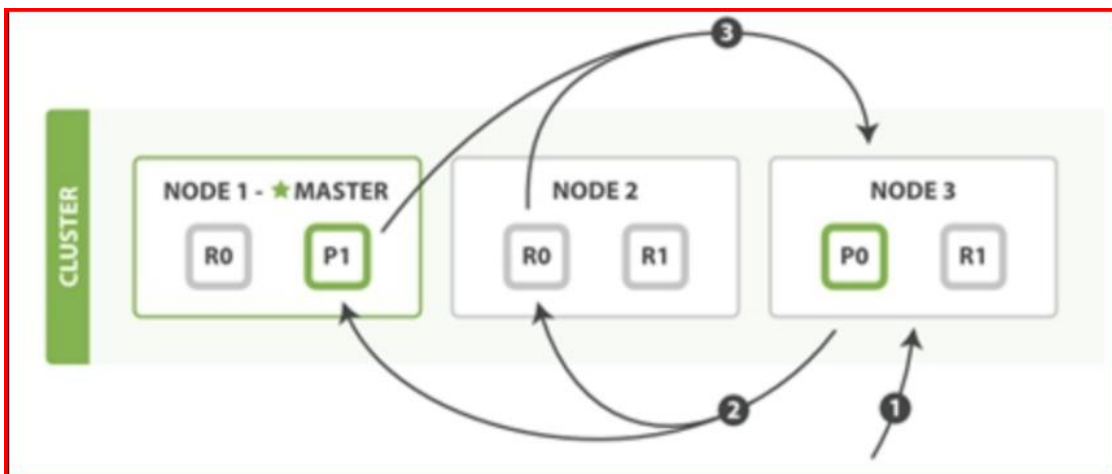 3
CLUSTER
NODE 1 - ★ MASTER
R0 P1
NODE 2
R0 R1
NODE 3
P0 R1
2
1